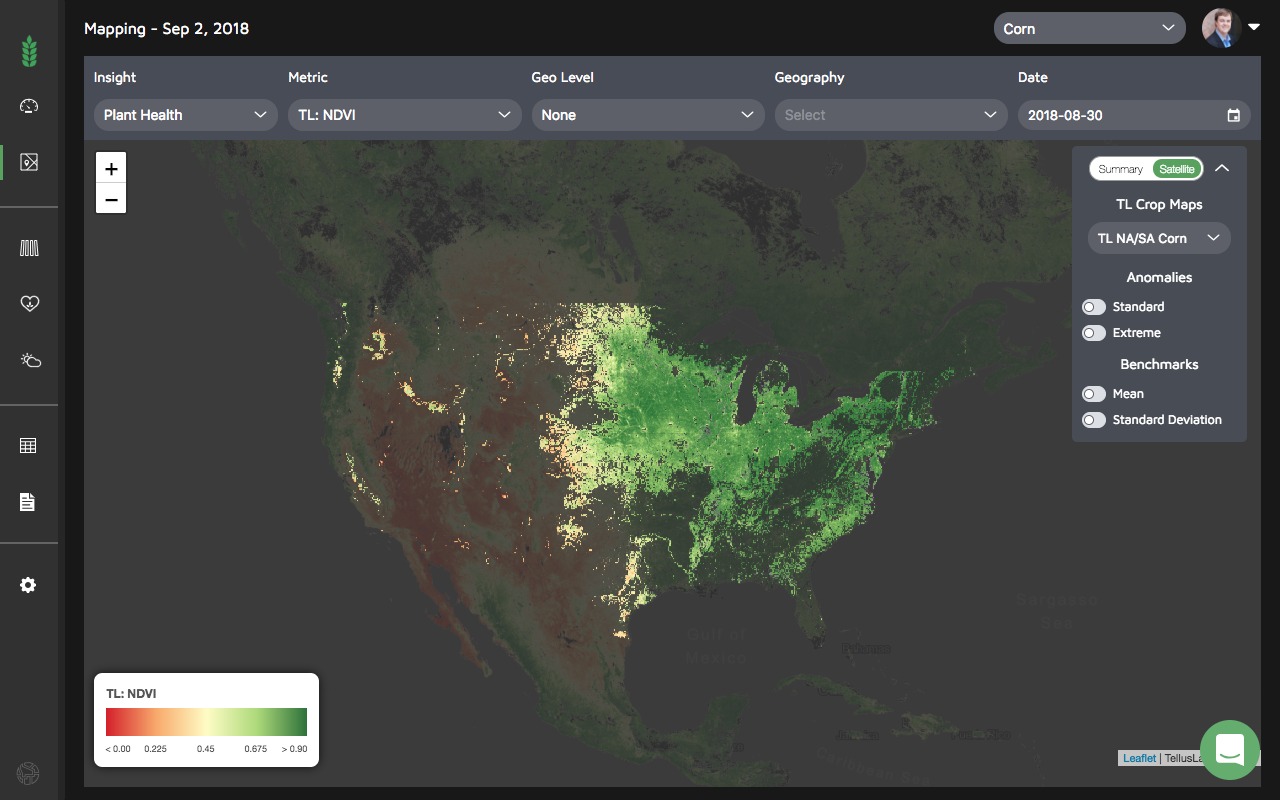 Mapping - Sep 2, 2018
Corn
Insight
Metric
Geo Level
Geography
Date
Plant Health
TL: NDVI
None
Select
2018-08-30
+
−
Summary
Satellite
TL Crop Maps
TL NA/SA Corn
Anomalies
Standard
Extreme
Benchmarks
Mean
Standard Deviation
Sargasso
Sea
Gulf of
Mexico
Caribbean Sea
TL: NDVI
< 0.00 0.225 0.45 0.675 > 0.90
Leaflet | TellusLa